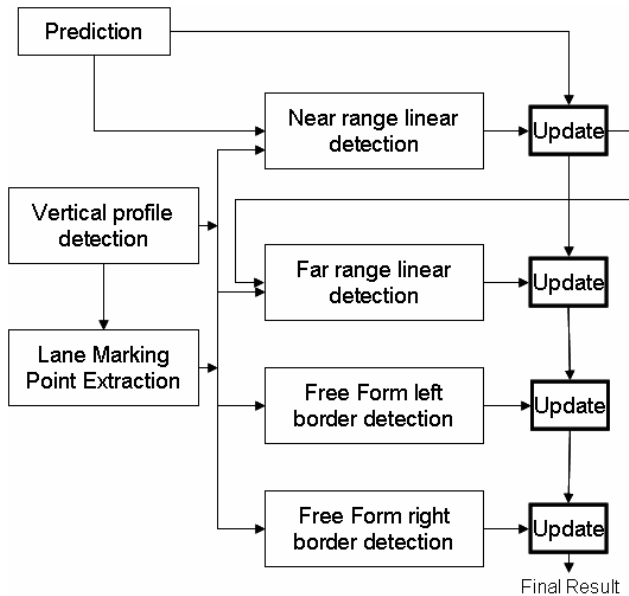 Prediction
Near range linear
detection
Update
Vertical profile
detection
Far range linear
detection
Update
Lane Marking
Point Extraction
Free Form left
border detection
Update
Free Form right
border detection
Update
Final Result